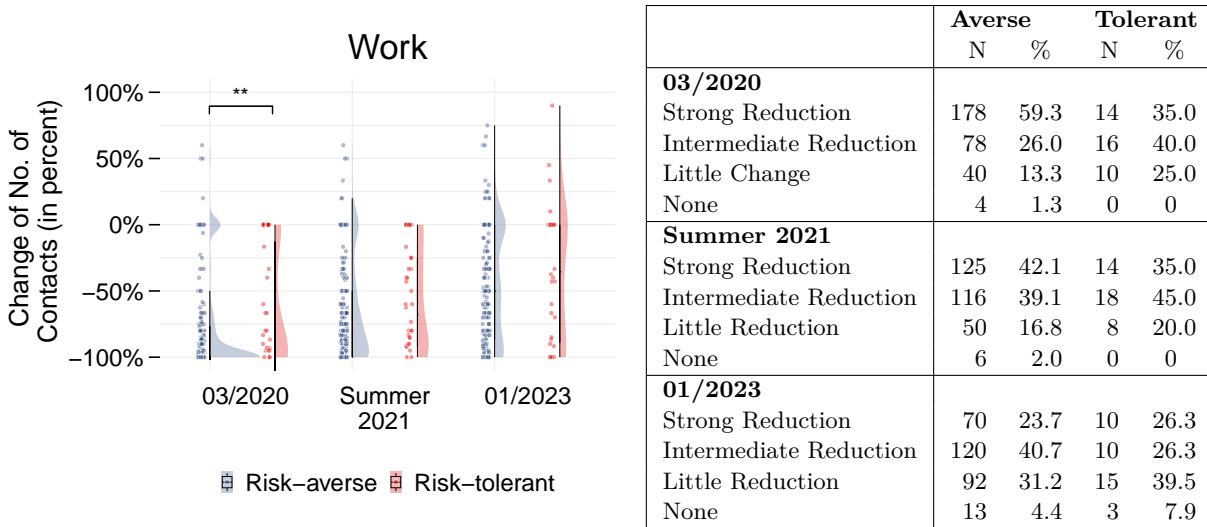 Work
Change of No. of
Contacts (in percent)
100%
50%
0%
−50%
−100%
**
03/2020
Summer
2021
01/2023
Risk−averse
Risk−tolerant
Averse Tolerant
N % N %
03/2020
Strong Reduction 178 59.3 14 35.0
Intermediate Reduction 78 26.0 16 40.0
Little Change 40 13.3 10 25.0
None 4 1.3 0 0
Summer 2021
Strong Reduction 125 42.1 14 35.0
Intermediate Reduction 116 39.1 18 45.0
Little Reduction 50 16.8 8 20.0
None 6 2.0 0 0
01/2023
Strong Reduction 70 23.7 10 26.3
Intermediate Reduction 120 40.7 10 26.3
Little Reduction 92 31.2 15 39.5
None 13 4.4 3 7.9